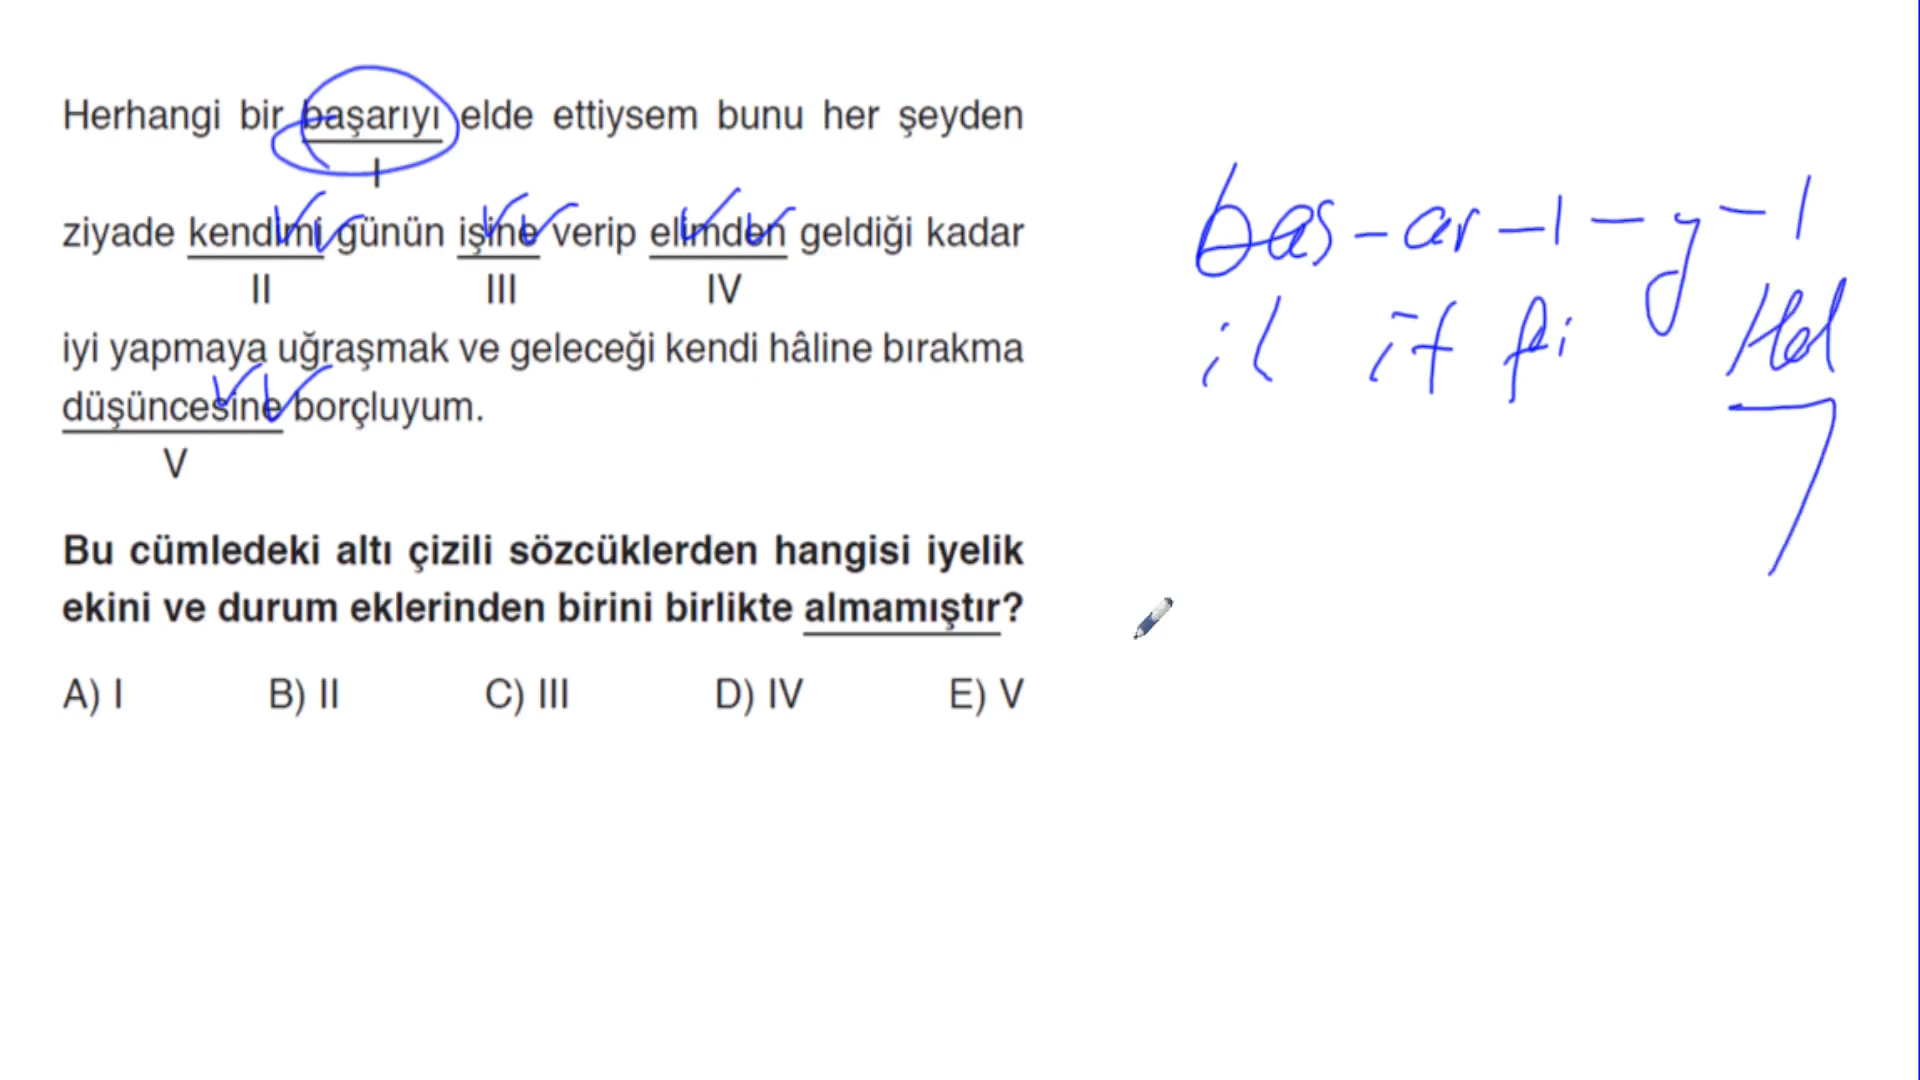 Herhangi bir başarıyı elde ettiysem bunu her şeyden
I
ziyade kendimi günün işine verip elimden geldiği kadar
II III IV
iyi yapmaya uğraşmak ve geleceği kendi hâline bırakma
düşüncesine borçluyum.
V
Bu cümledeki altı çizili sözcüklerden hangisi iyelik
ekini ve durum eklerinden birini birlikte almamıştır?
A) I B) II C) III D) IV E) V
baş-ar-ı-y-ı